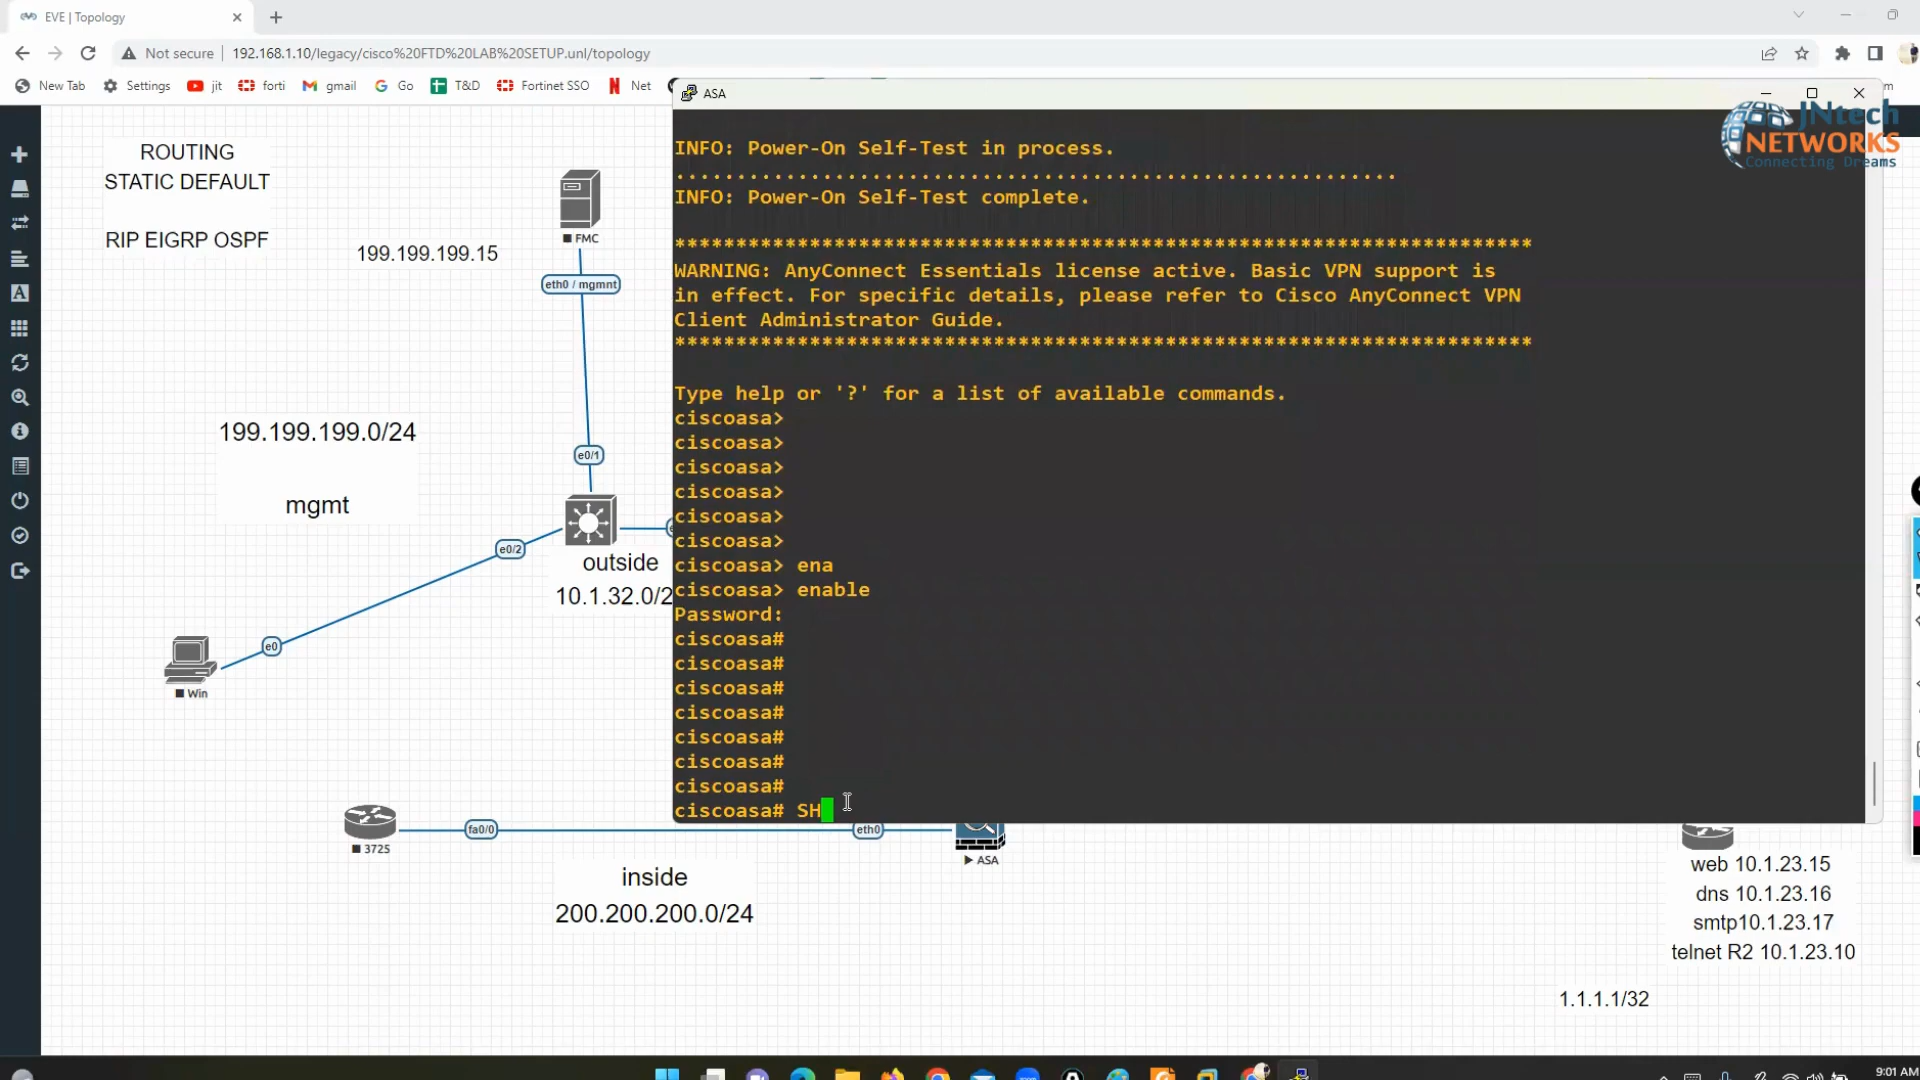 EVE | Topology
Not secure
192.168.1.10/legacy/cisco%20FTD%20LAB%20SETUP.unl/topology
New Tab
Settings
jit
forti
gmail
Go
T&D
Fortinet SSO
Net
ASA
JNtech
NETWORKS
Connecting Dreams
ROUTING
STATIC DEFAULT
RIP EIGRP OSPF
199.199.199.15
FMC
eth0 / mgmnt
199.199.199.0/24
mgmt
e0/1
e0/2
outside
10.1.32.0/2
e0
Win
3725
fa0/0
eth0
ASA
inside
200.200.200.0/24
INFO: Power-On Self-Test in process.
...........................................................
INFO: Power-On Self-Test complete.
**********************************************************************
WARNING: AnyConnect Essentials license active. Basic VPN support is
in effect. For specific details, please refer to Cisco AnyConnect VPN
Client Administrator Guide.
**********************************************************************
Type help or '?' for a list of available commands.
ciscoasa>
ciscoasa>
ciscoasa>
ciscoasa>
ciscoasa>
ciscoasa>
ciscoasa> ena
ciscoasa> enable
Password:
ciscoasa#
ciscoasa#
ciscoasa#
ciscoasa#
ciscoasa#
ciscoasa#
ciscoasa#
ciscoasa# SH
web 10.1.23.15
dns 10.1.23.16
smtp10.1.23.17
telnet R2 10.1.23.10
1.1.1.1/32
9:01 AM